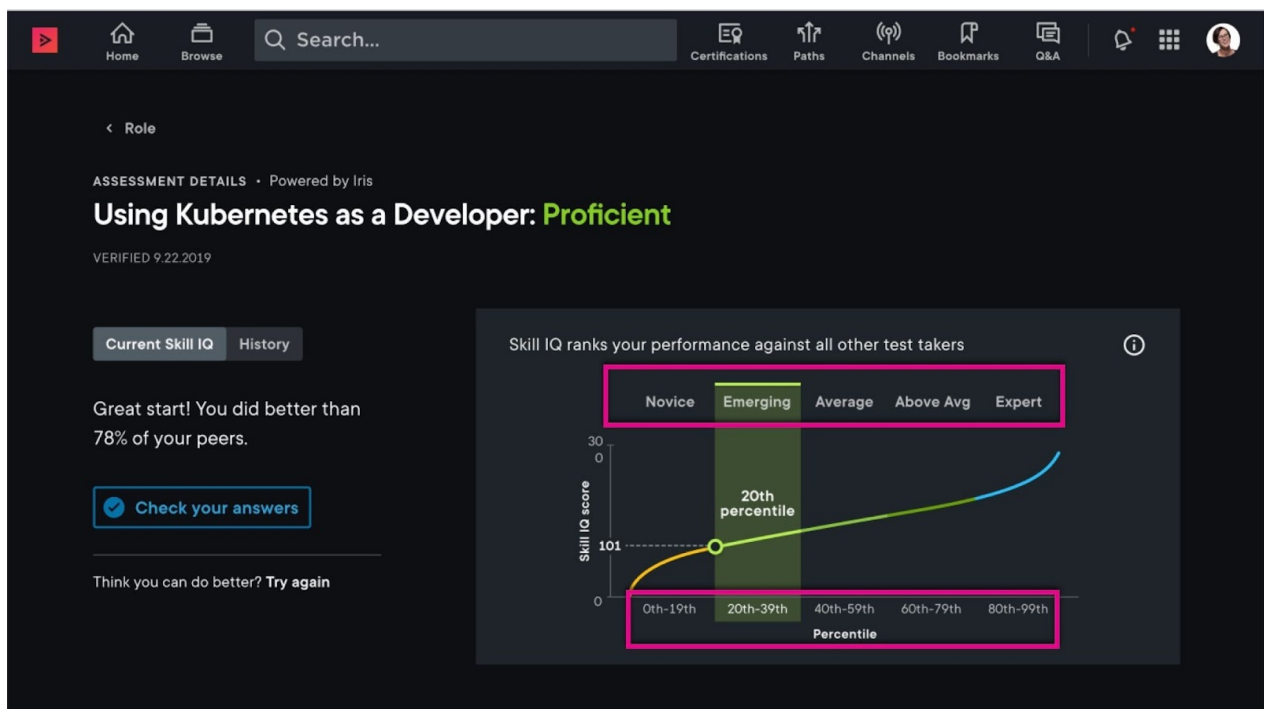 Home
Browse
Search...
Certifications
Paths
Channels
Bookmarks
Q&A
< Role
ASSESSMENT DETAILS • Powered by Iris
Using Kubernetes as a Developer: Proficient
VERIFIED 9.22.2019
Current Skill IQ
History
Great start! You did better than
78% of your peers.
Check your answers
Think you can do better? Try again
Skill IQ ranks your performance against all other test takers
Novice
Emerging
Average
Above Avg
Expert
30
0
20th
percentile
Skill IQ score
101
0
0th-19th
20th-39th
40th-59th
60th-79th
80th-99th
Percentile